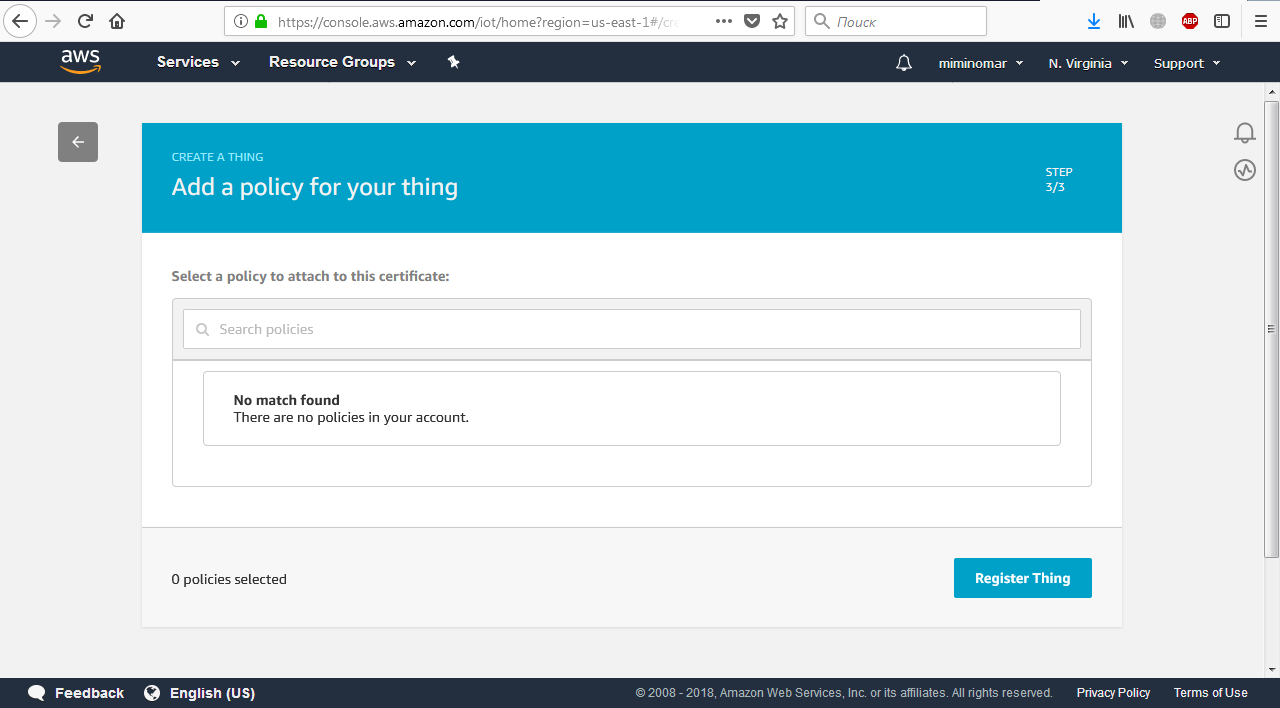 https://console.aws.amazon.com/iot/home?region=us-east-1#/cre
Поиск
ABP
aws
Services
Resource Groups
miminomar
N. Virginia
Support
CREATE A THING
Add a policy for your thing
STEP
3/3
Select a policy to attach to this certificate:
Search policies
No match found
There are no policies in your account.
0 policies selected
Register Thing
Feedback
English (US)
© 2008 - 2018, Amazon Web Services, Inc. or its affiliates. All rights reserved.
Privacy Policy
Terms of Use